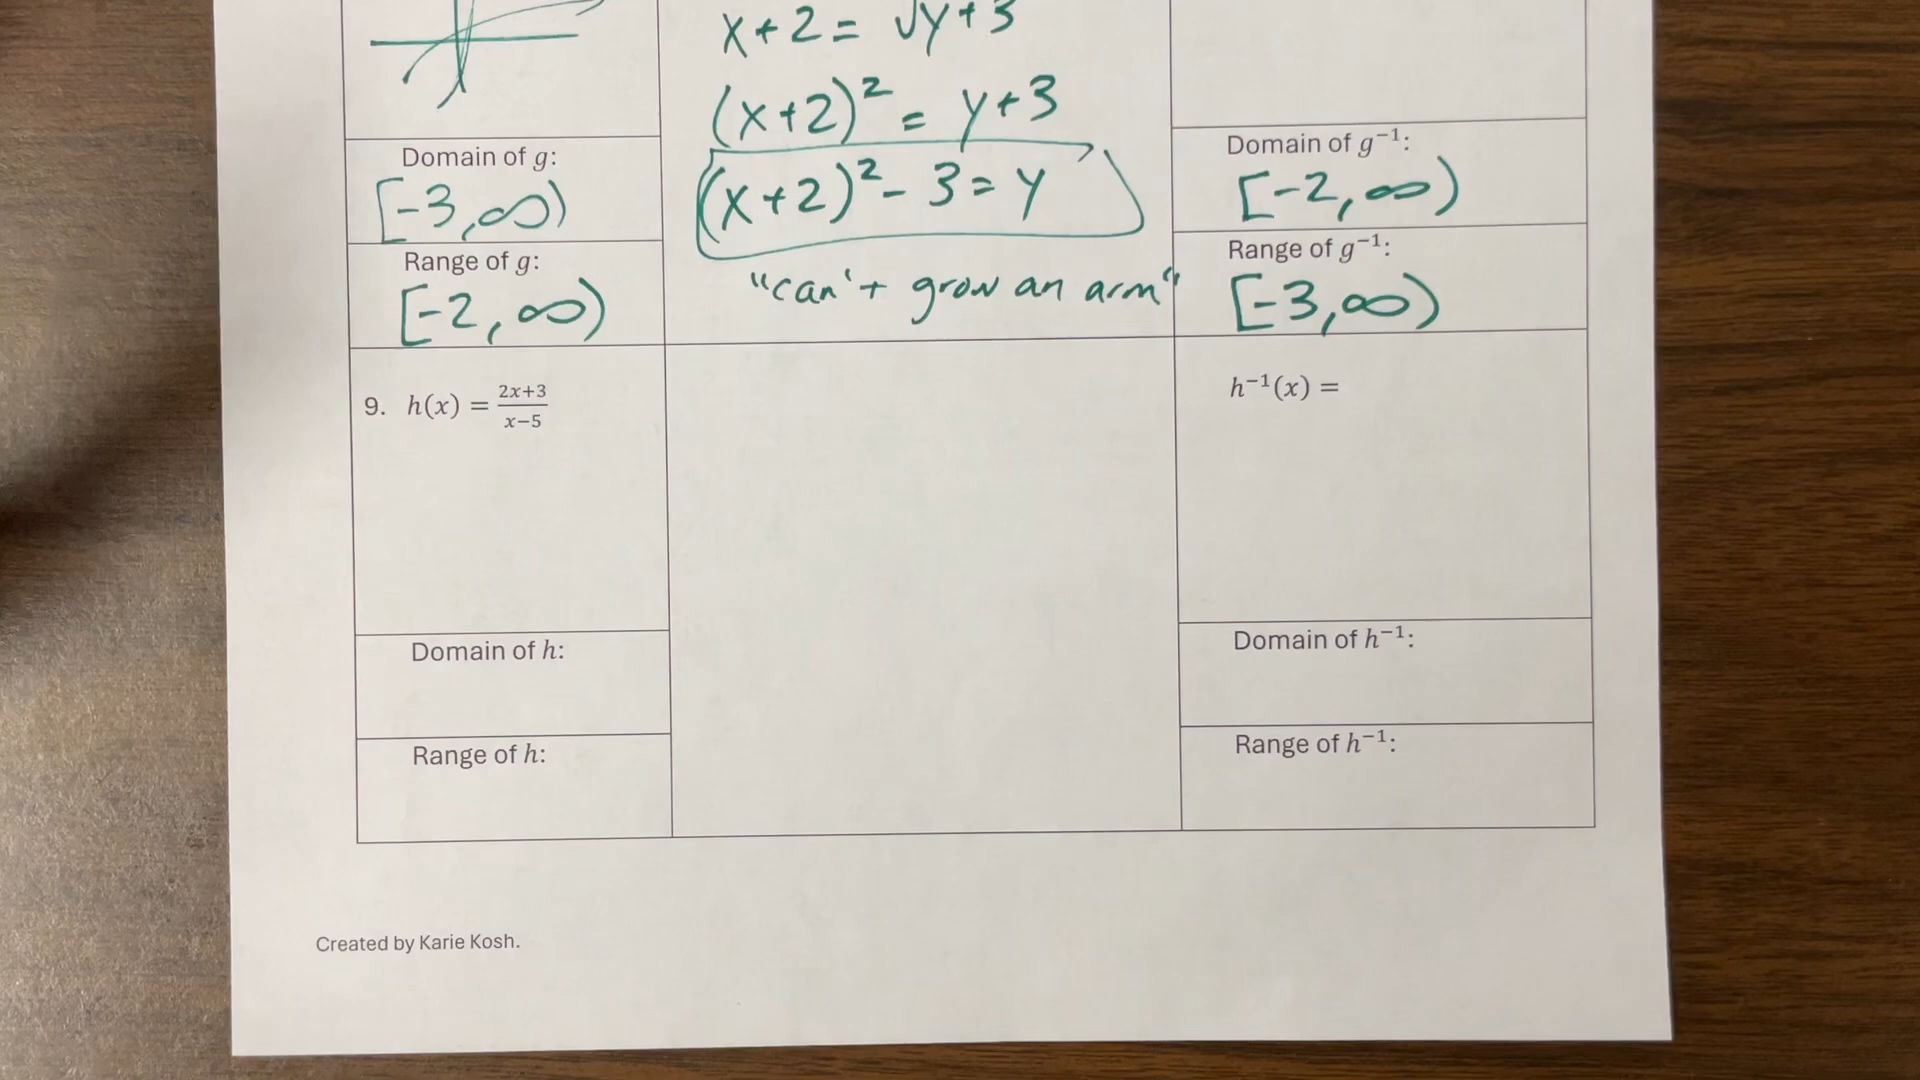 x+2 = √y+3
(x+2)² = y+3
(x+2)² - 3 = y
"can't grow an arm"
Domain of g:
[-3,∞)
Range of g:
[-2,∞)
Domain of g⁻¹:
[-2,∞)
Range of g⁻¹:
[-3,∞)
9. h(x) = 2x+3/x−5
h⁻¹(x) =
Domain of h:
Range of h:
Domain of h⁻¹:
Range of h⁻¹:
Created by Karie Kosh.